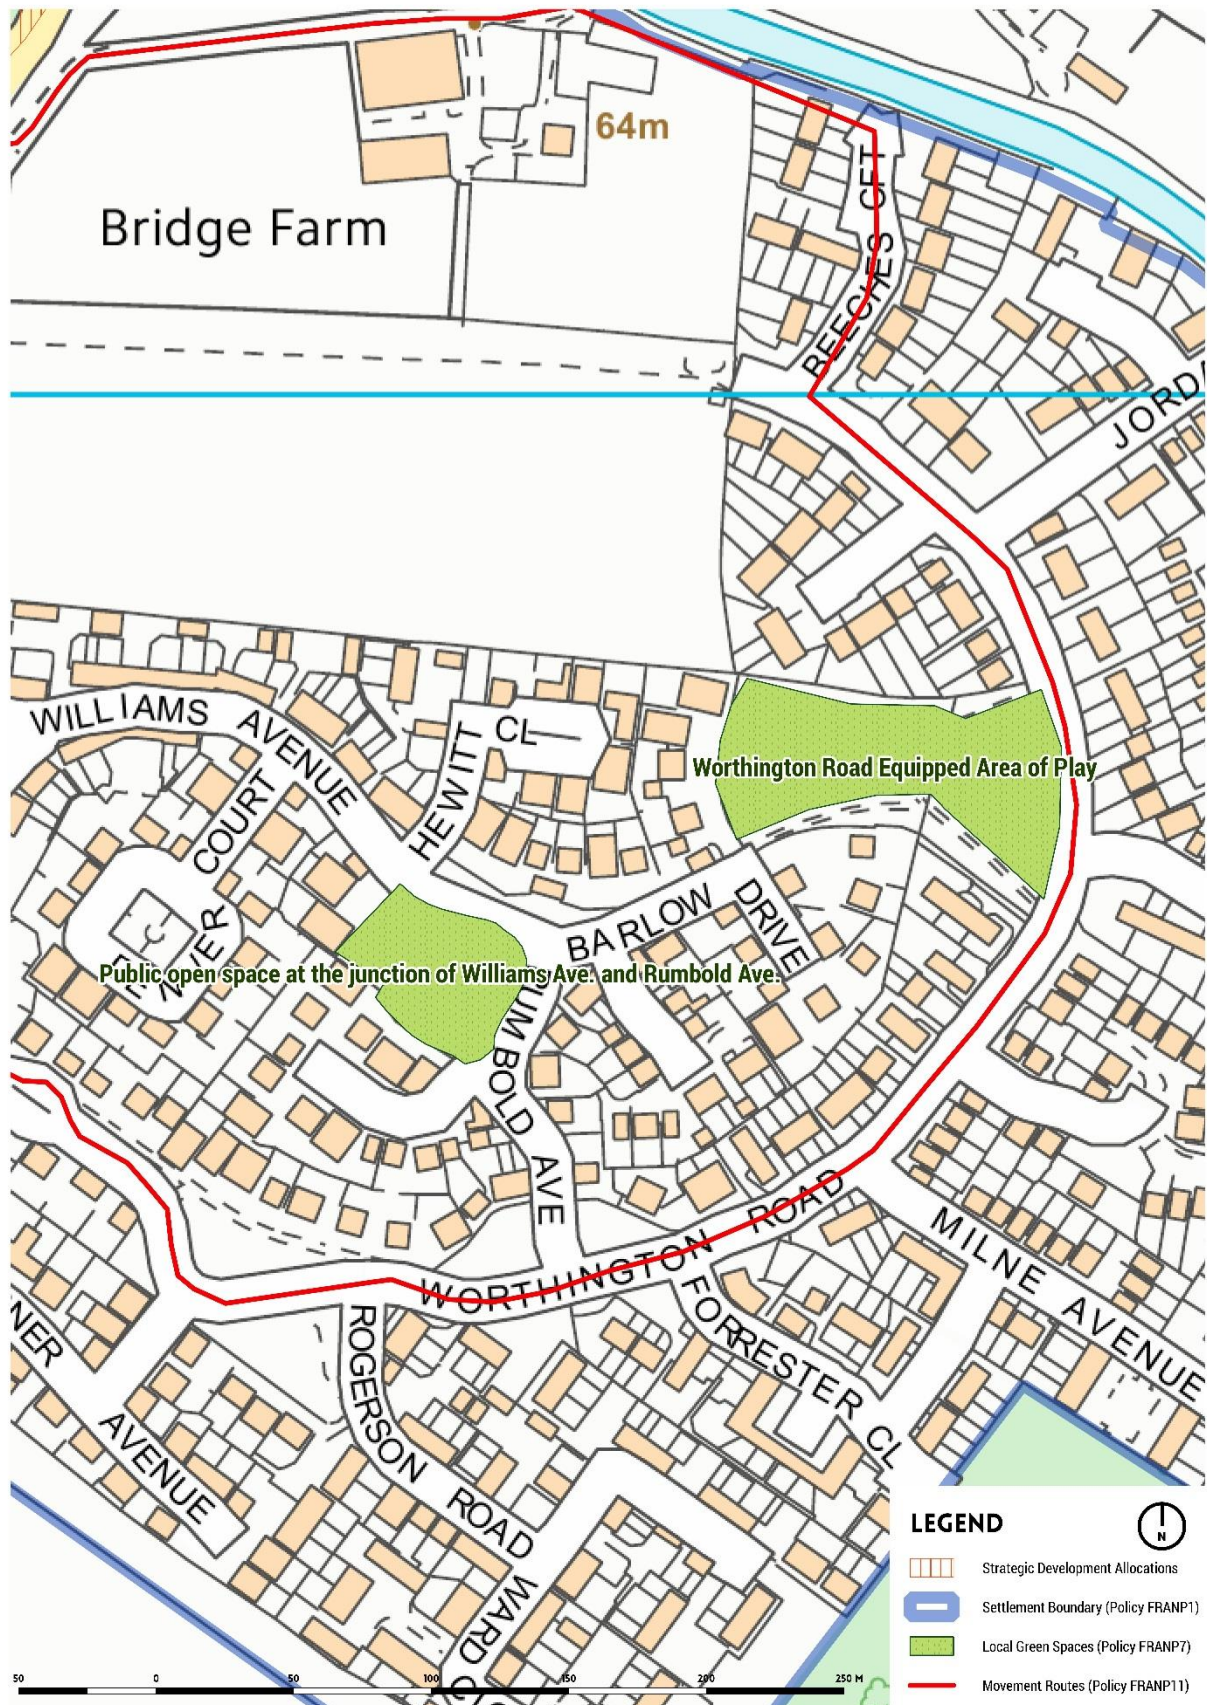 64m
Bridge Farm
BEECHES CFT
WILLIAMS AVENUE
HEWITT CL
Worthington Road Equipped Area of Play
COURT
BARLOW DRIVE
Public open space at the junction of Williams Ave. and Rumbold Ave.
UMBOLD AVE
WORTHINGTON ROAD
MILNE AVENUE
FORRESTER CL
ROGERSON ROAD
NER AVENUE
WARD
LEGEND
N
Strategic Development Allocations
Settlement Boundary (Policy FRANP1)
Local Green Spaces (Policy FRANP7)
Movement Routes (Policy FRANP11)
50 0 50 100 150 200 250 M